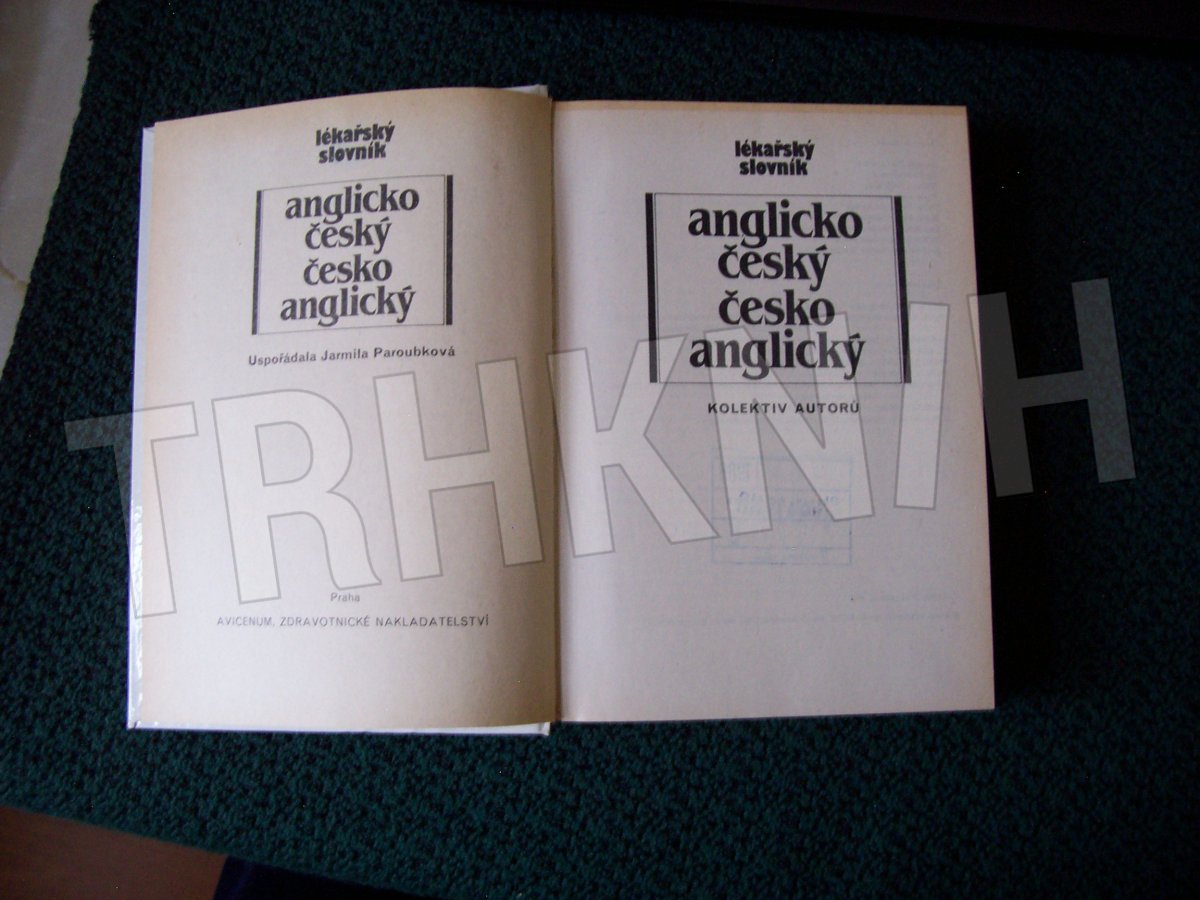 lékařský
slovník
anglicko
český
česko
anglický
Uspořádala Jarmila Paroubková
Praha
AVICENUM, ZDRAVOTNICKÉ NAKLADATELSTVÍ
lékařský
slovník
anglicko
český
česko
anglický
KOLEKTIV AUTORŮ
TRHKNIH